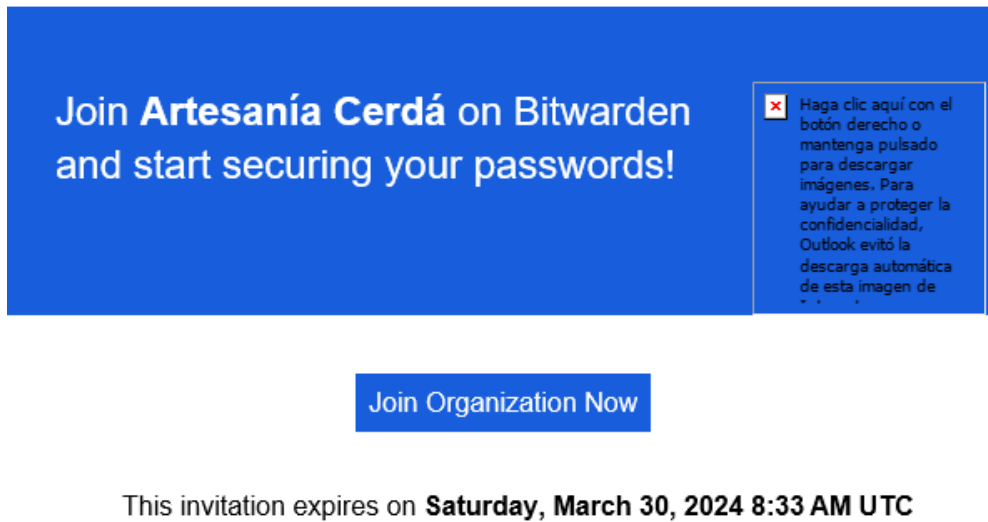 Join Artesanía Cerdá on Bitwarden
and start securing your passwords!
Haga clic aquí con el
botón derecho o
mantenga pulsado
para descargar
imágenes. Para
ayudar a proteger la
confidencialidad,
Outlook evitó la
descarga automática
de esta imagen de
Join Organization Now
This invitation expires on Saturday, March 30, 2024 8:33 AM UTC